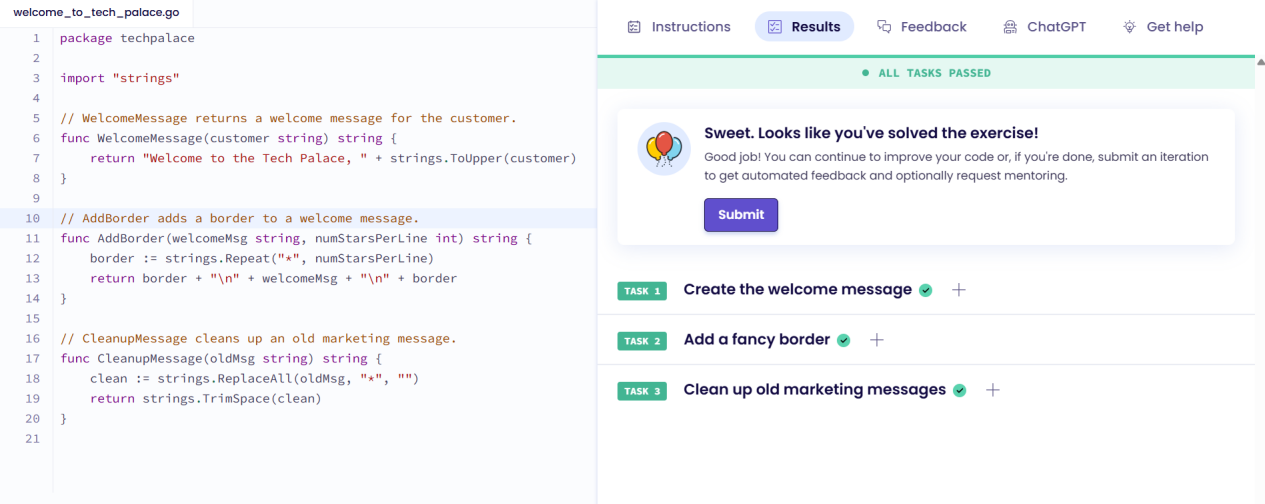 welcome_to_tech_palace.go
1 package techpalace
2
3 import "strings"
4
5 // WelcomeMessage returns a welcome message for the customer.
6 func WelcomeMessage(customer string) string {
7     return "Welcome to the Tech Palace, " + strings.ToUpper(customer)
8 }
9
10 // AddBorder adds a border to a welcome message.
11 func AddBorder(welcomeMsg string, numStarsPerLine int) string {
12     border := strings.Repeat("*", numStarsPerLine)
13     return border + "\n" + welcomeMsg + "\n" + border
14 }
15
16 // CleanupMessage cleans up an old marketing message.
17 func CleanupMessage(oldMsg string) string {
18     clean := strings.ReplaceAll(oldMsg, "*", "")
19     return strings.TrimSpace(clean)
20 }
21
Instructions Results Feedback ChatGPT Get help
ALL TASKS PASSED
Sweet. Looks like you've solved the exercise!
Good job! You can continue to improve your code or, if you're done, submit an iteration
to get automated feedback and optionally request mentoring.
Submit
TASK 1 Create the welcome message
TASK 2 Add a fancy border
TASK 3 Clean up old marketing messages